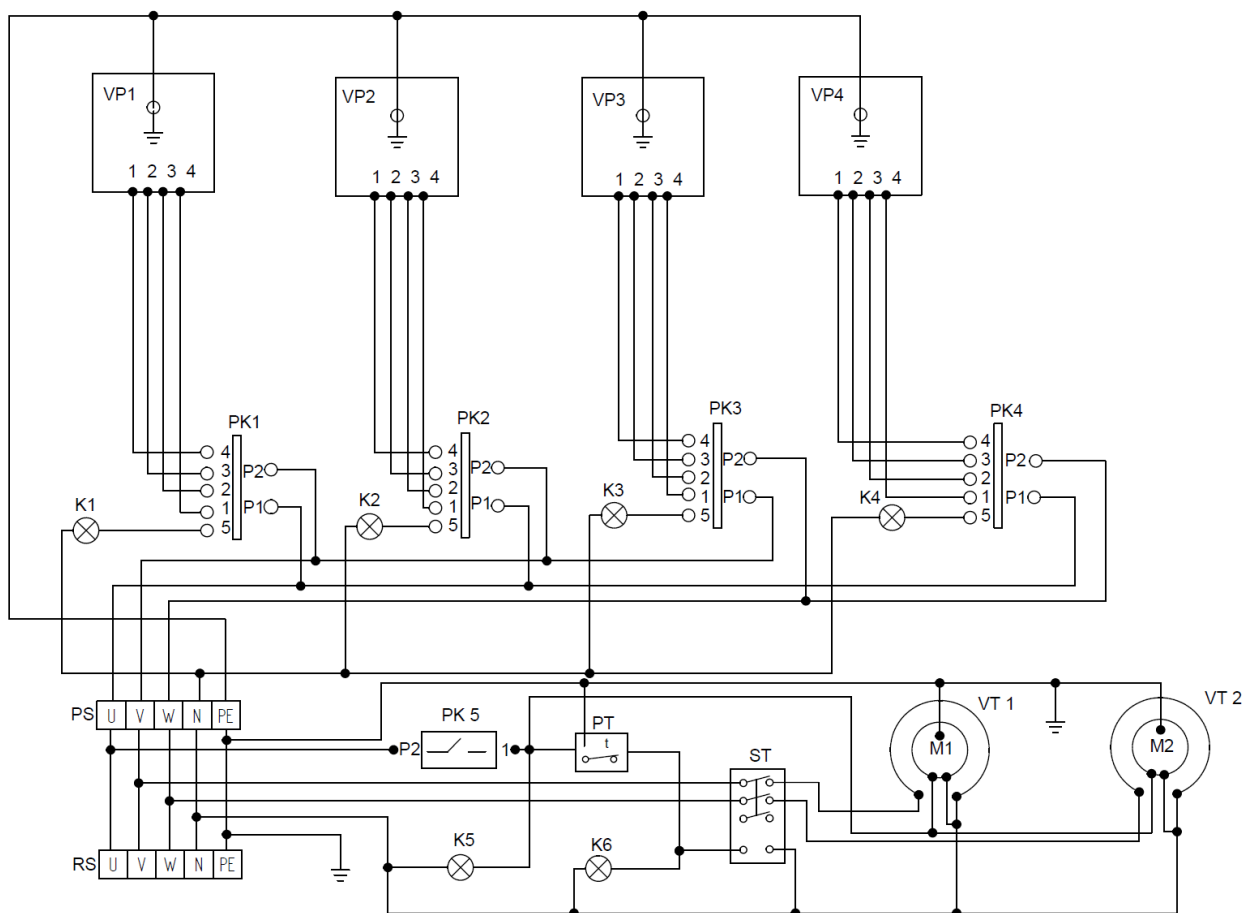 VP1
VP2
VP3
VP4
1 2 3 4
1 2 3 4
1 2 3 4
1 2 3 4
PK1
PK2
PK3
PK4
4
3
2
1
5
P2
P1
4
3
2
1
5
P2
P1
4
3
2
1
5
P2
P1
4
3
2
1
5
P2
P1
K1
K2
K3
K4
PS U V W N PE
PK 5
P2 1
PT
t
ST
VT 1
M1
VT 2
M2
K5
K6
RS U V W N PE